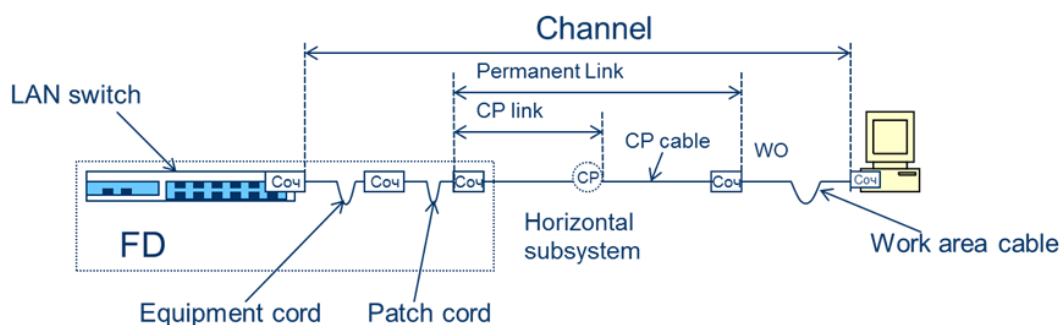 Channel
Permanent Link
LAN switch
CP link
CP cable
WO
Соч
Соч
Соч
CP
Соч
Соч
FD
Horizontal
subsystem
Work area cable
Equipment cord
Patch cord